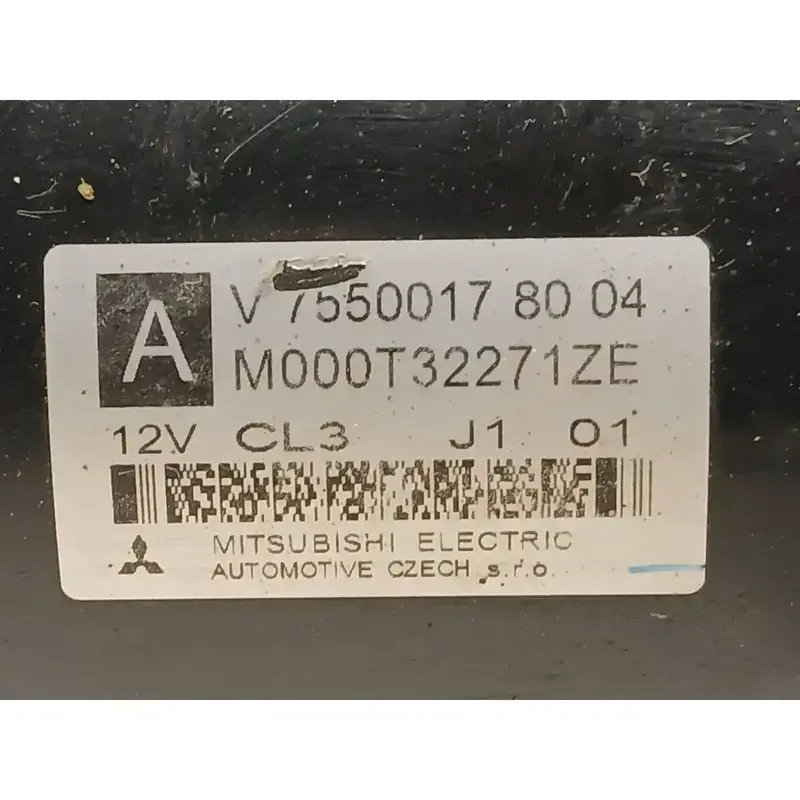 A
V 7550017 80 04
M000T32271ZE
12V CL3 J1 01
MITSUBISHI ELECTRIC
AUTOMOTIVE CZECH s.r.o.